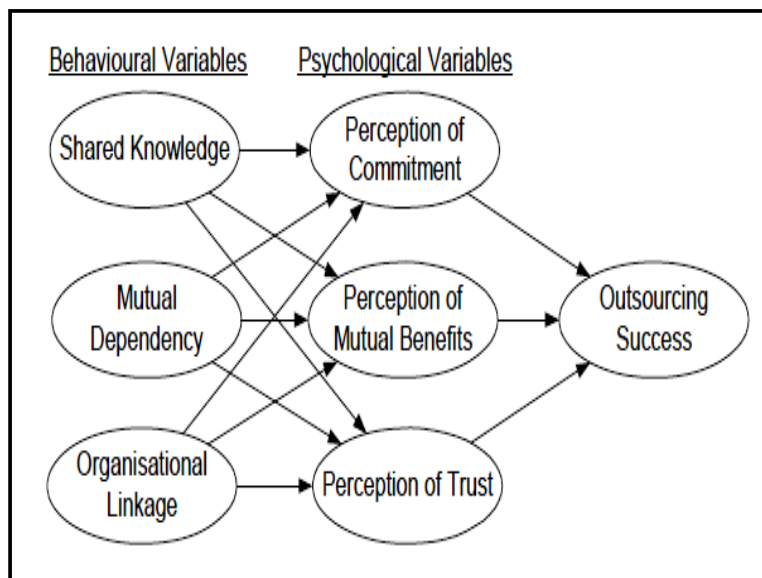 Behavioural Variables
Psychological Variables
Shared Knowledge
Perception of
Commitment
Mutual
Dependency
Perception of
Mutual Benefits
Outsourcing
Success
Organisational
Linkage
Perception of Trust